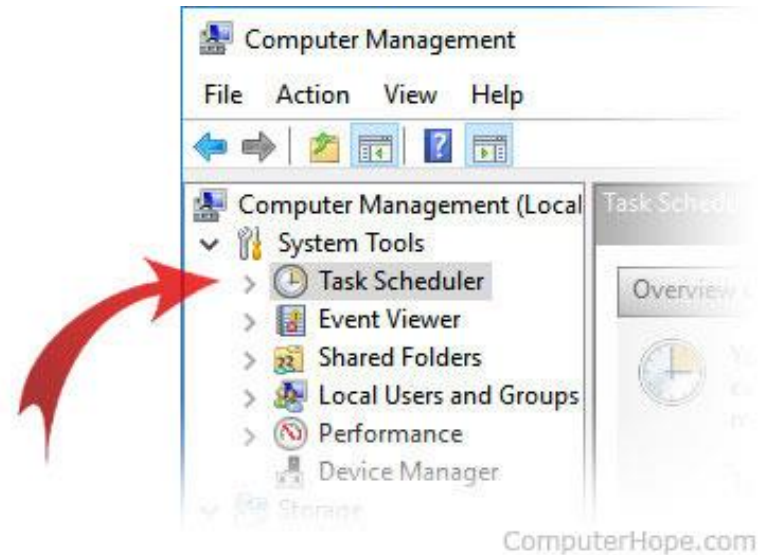 Computer Management
File Action View Help
Computer Management (Local
Task Schedu
System Tools
Task Scheduler
Overview
Event Viewer
Shared Folders
Local Users and Groups
Performance
Device Manager
Storage
ComputerHope.com